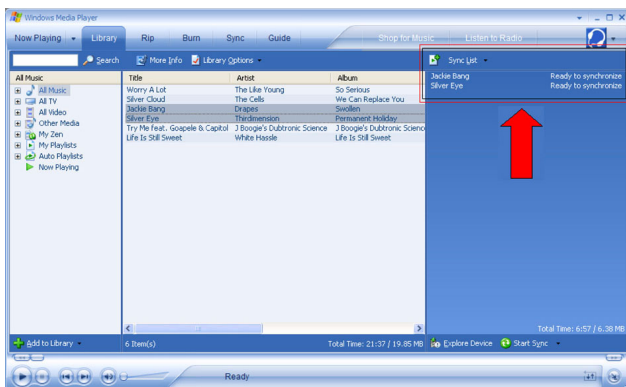 Windows Media Player
Now Playing Library Rip Burn Sync Guide Shop for Music Listen to Radio
Search More Info Library Options Sync List
All Music Title Artist Album
All Music Worry A Lot The Like Young So Serious
All TV Silver Cloud The Cells We Can Replace You
All Video Jackie Bang Drapes Swollen
Other Media Silver Eye Thirdimension Permanent Holiday
My Zen Try Me feat. Goapele & Capitol J Boogie's Dubtronic Science J Boogie's Dubtronic Scienc
My Playlists Life Is Still Sweet White Hassle Life Is Still Sweet
Auto Playlists
Now Playing
Jackie Bang Ready to synchronize
Silver Eye Ready to synchronize
Total Time: 6:57 / 6.38 MB
Add to Library 6 Item(s) Total Time: 21:37 / 19.85 MB Explore Device Start Sync
Ready